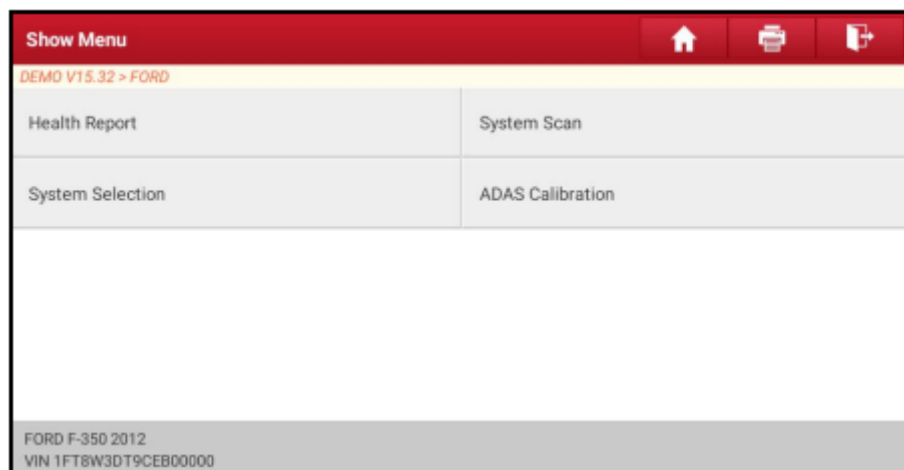 Show Menu
DEMO V15.32 > FORD
Health Report
System Scan
System Selection
ADAS Calibration
FORD F-350 2012
VIN 1FT8W3DT9CEB00000